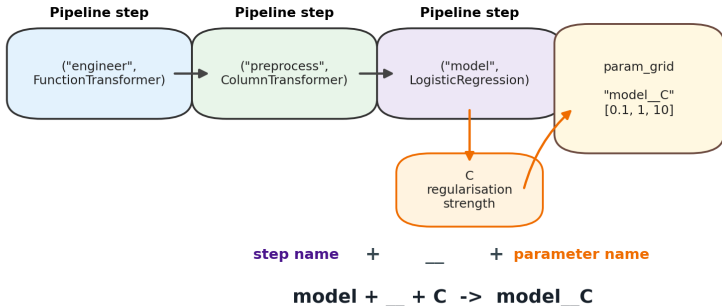 Pipeline step
Pipeline step
Pipeline step
("engineer",
FunctionTransformer)
("preprocess",
ColumnTransformer)
("model",
LogisticRegression)
param_grid
"model__C"
[0.1, 1, 10]
C
regularisation
strength
step name + __ + parameter name
model + __ + C -> model__C